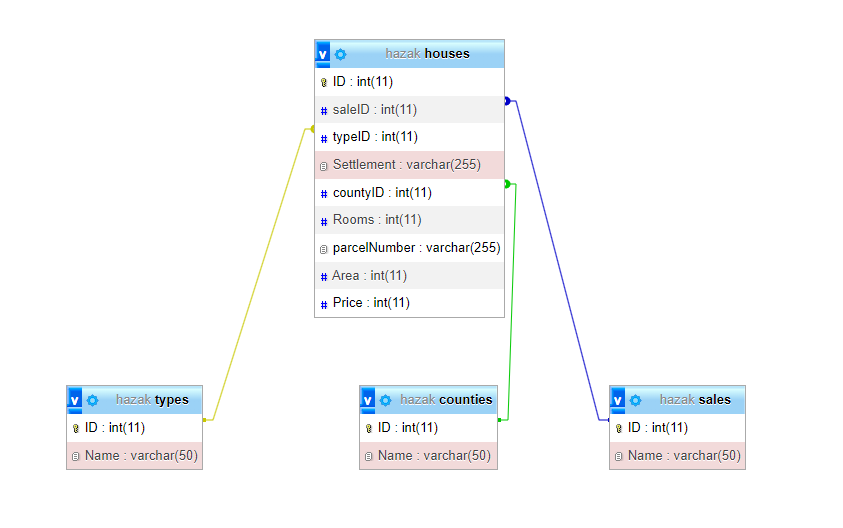 v hazak houses
ID : int(11)
# saleID : int(11)
# typeID : int(11)
Settlement : varchar(255)
# countyID : int(11)
# Rooms : int(11)
parcelNumber : varchar(255)
# Area : int(11)
# Price : int(11)
v hazak types
ID : int(11)
Name : varchar(50)
v hazak counties
ID : int(11)
Name : varchar(50)
v hazak sales
ID : int(11)
Name : varchar(50)